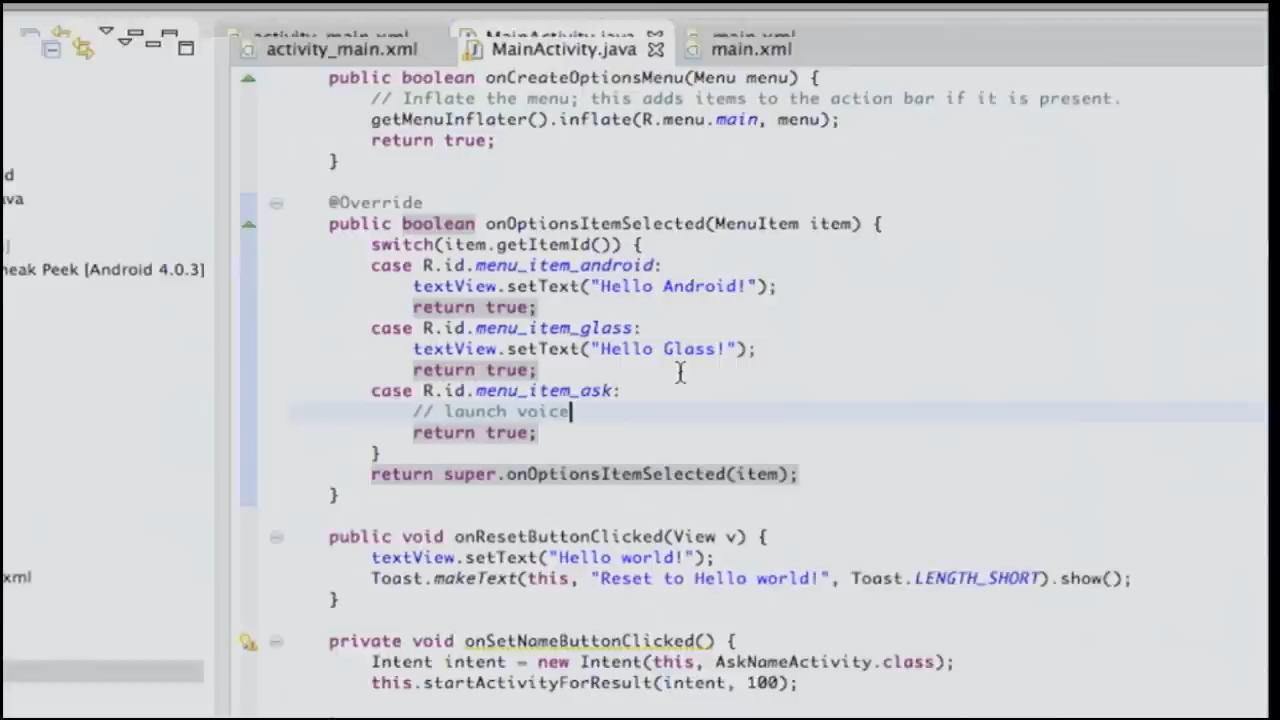 activity_main.xml
MainActivity.java
main.xml
public boolean onCreateOptionsMenu(Menu menu) {
// Inflate the menu; this adds items to the action bar if it is present.
getMenuInflater().inflate(R.menu.main, menu);
return true;
}
@Override
public boolean onOptionsItemSelected(MenuItem item) {
switch(item.getItemId()) {
case R.id.menu_item_android:
textView.setText("Hello Android!");
return true;
case R.id.menu_item_glass:
textView.setText("Hello Glass!");
return true;
case R.id.menu_item_ask:
// launch voice
return true;
}
return super.onOptionsItemSelected(item);
}
public void onResetButtonClicked(View v) {
textView.setText("Hello world!");
Toast.makeText(this, "Reset to Hello world!", Toast.LENGTH_SHORT).show();
}
private void onSetNameButtonClicked() {
Intent intent = new Intent(this, AskNameActivity.class);
this.startActivityForResult(intent, 100);
d
ava
]
neak Peek [Android 4.0.3]
xml